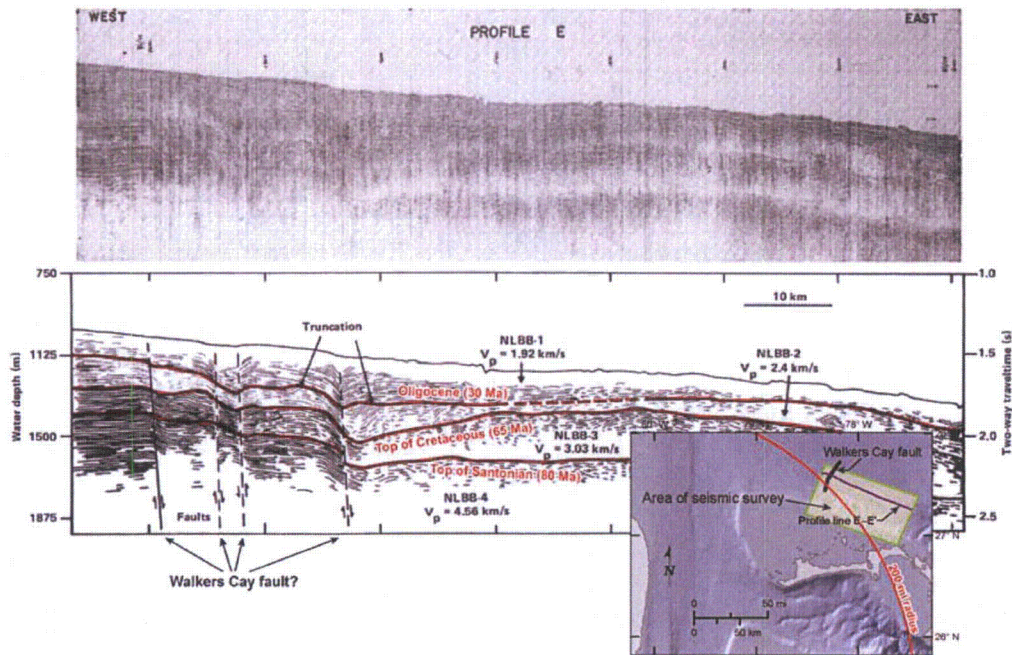 WEST
EAST
PROFILE E
750
1125
1500
1875
Water depth (m)
1.0
1.5
2.0
2.5
Two-way traveltime (s)
10 km
Truncation
NLBB-1
Vp = 1.92 km/s
NLBB-2
Vp = 2.4 km/s
Oligocene (30 Ma)
Top of Cretaceous (65 Ma)
NLBB-3
Vp = 3.03 km/s
Top of Santonian (80 Ma)
NLBB-4
Vp = 4.56 km/s
Faults
Walkers Cay fault?
78° W
Walkers Cay fault
Area of seismic survey
Profile line E-E'
27° N
N
0 50 mi
0 50 km
200 mi radius
26° N